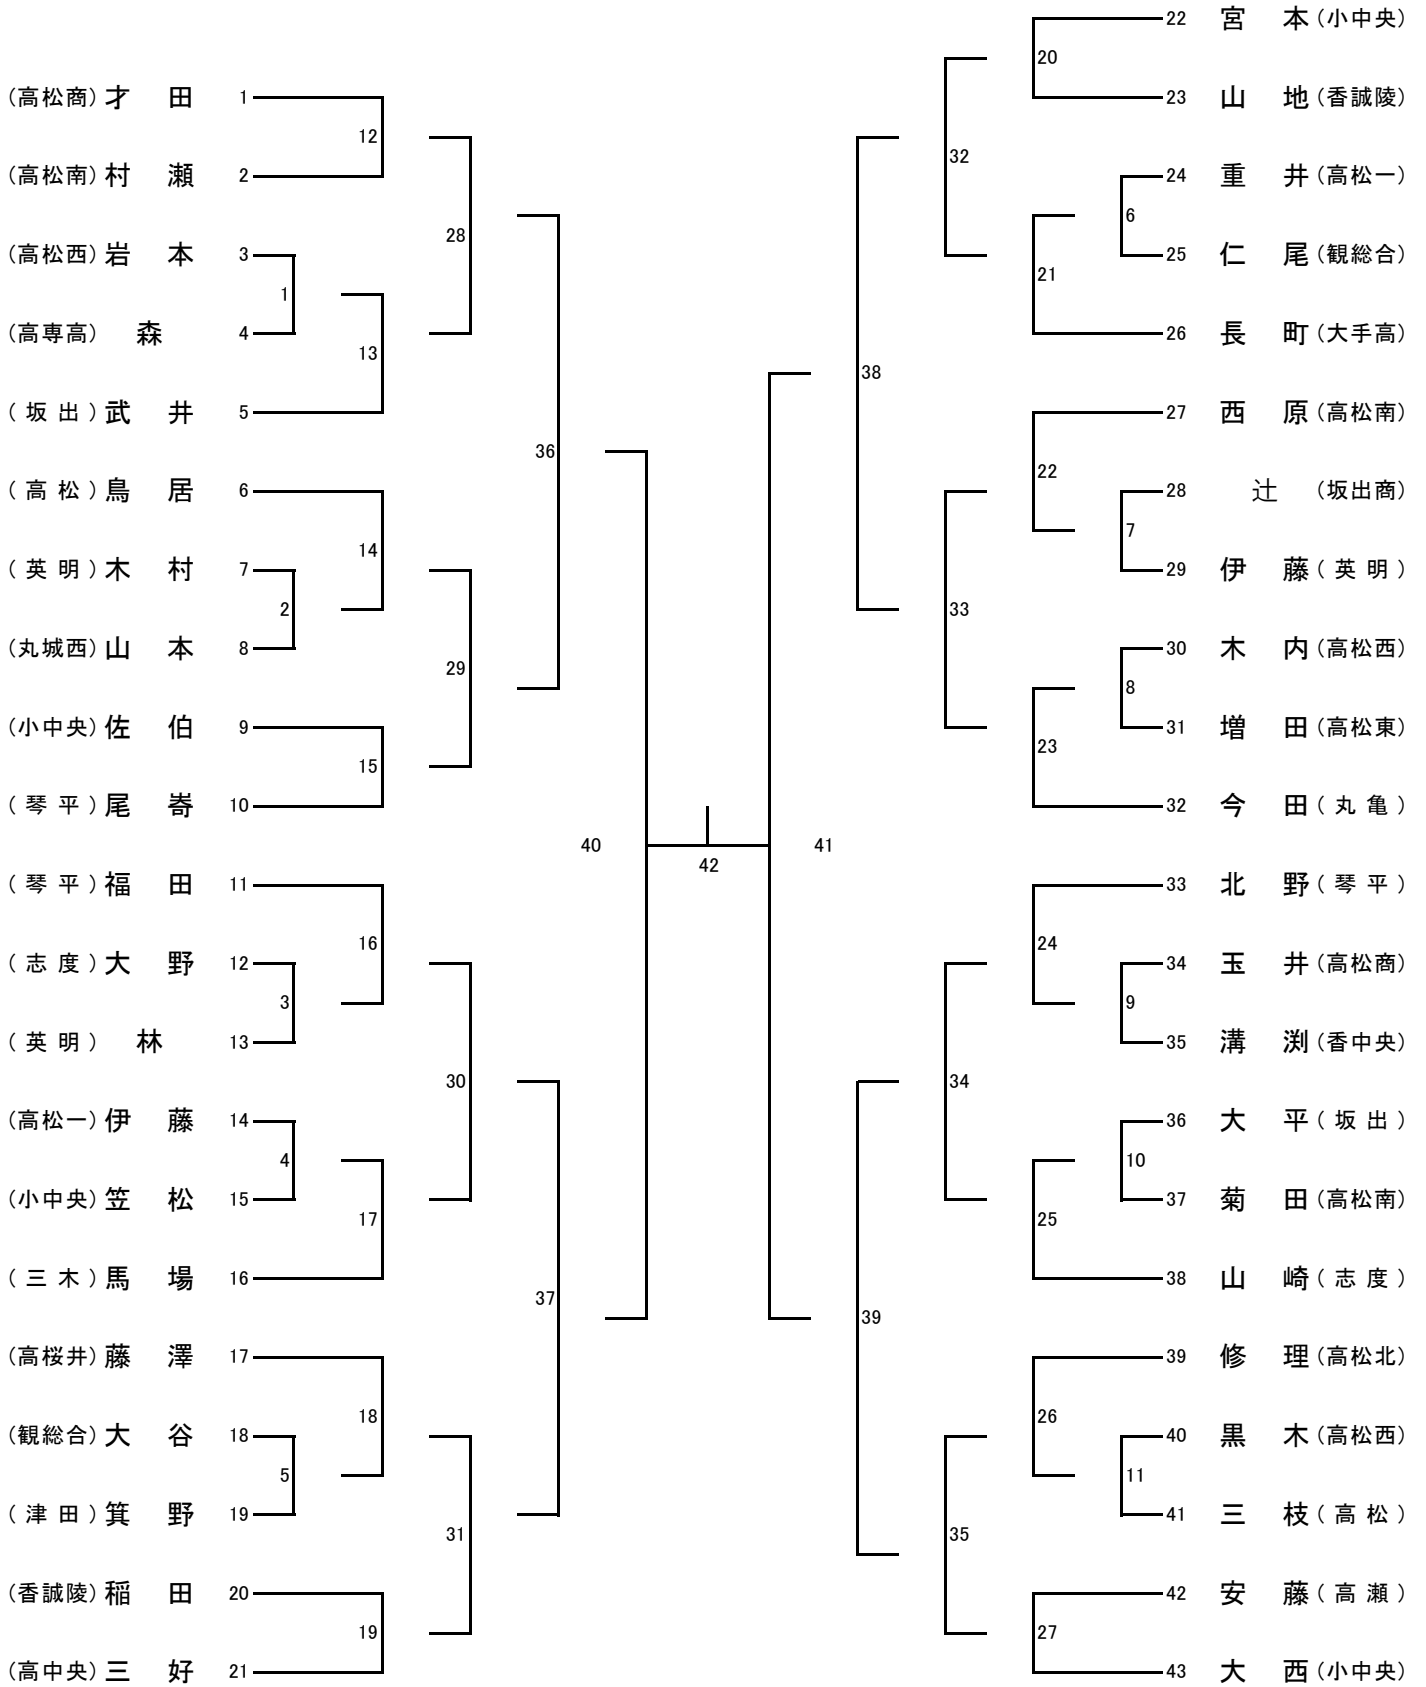 (高松商) 才 田 1
(高松南) 村 瀬 2
(高松西) 岩 本 3
(高専高) 森 4
( 坂 出 ) 武 井 5
( 高 松 ) 鳥 居 6
( 英 明 ) 木 村 7
(丸城西) 山 本 8
(小中央) 佐 伯 9
( 琴 平 ) 尾 嵜 10
( 琴 平 ) 福 田 11
( 志 度 ) 大 野 12
( 英 明 ) 林 13
(高松一) 伊 藤 14
(小中央) 笠 松 15
( 三 木 ) 馬 場 16
(高桜井) 藤 澤 17
(観総合) 大 谷 18
( 津 田 ) 箕 野 19
(香誠陵) 稲 田 20
(高中央) 三 好 21
1
2
3
4
5
12
13
14
15
16
17
18
19
28
29
30
31
36
37
40
42
41
38
39
32
33
34
35
20
21
22
23
24
25
26
27
6
7
8
9
10
11
22 宮 本 (小中央)
23 山 地 (香誠陵)
24 重 井 (高松一)
25 仁 尾 (観総合)
26 長 町 (大手高)
27 西 原 (高松南)
28 辻 (坂出商)
29 伊 藤 ( 英 明 )
30 木 内 (高松西)
31 増 田 (高松東)
32 今 田 ( 丸 亀 )
33 北 野 ( 琴 平 )
34 玉 井 (高松商)
35 溝 渕 (香中央)
36 大 平 ( 坂 出 )
37 菊 田 (高松南)
38 山 崎 ( 志 度 )
39 修 理 (高松北)
40 黒 木 (高松西)
41 三 枝 ( 高 松 )
42 安 藤 ( 高 瀬 )
43 大 西 (小中央)